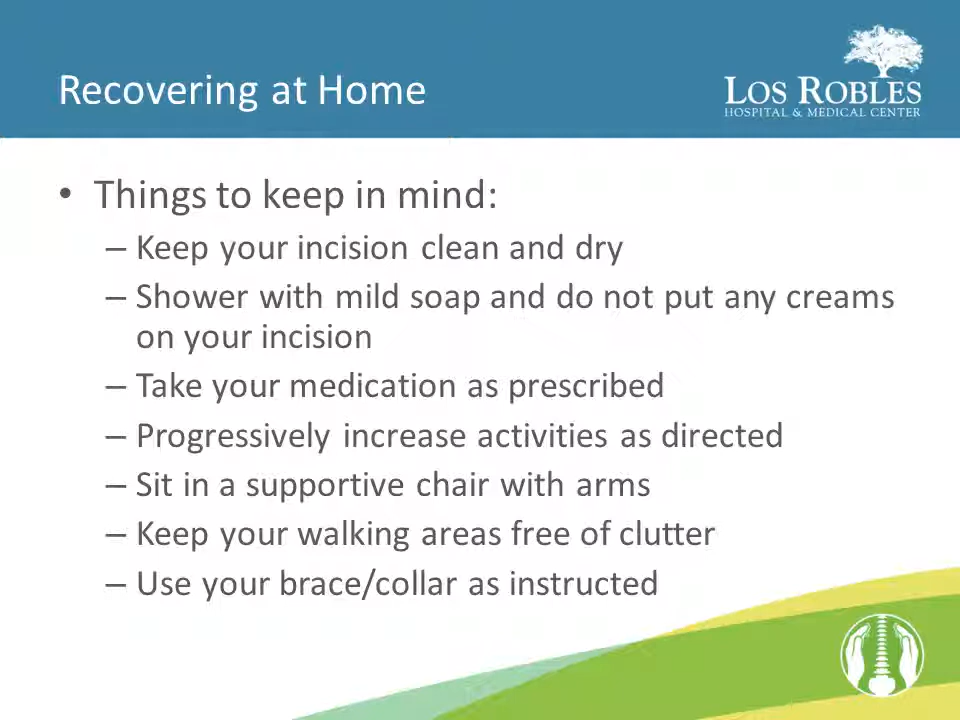 Recovering at Home
LOS ROBLES
HOSPITAL & MEDICAL CENTER
• Things to keep in mind:
– Keep your incision clean and dry
– Shower with mild soap and do not put any creams
on your incision
– Take your medication as prescribed
– Progressively increase activities as directed
– Sit in a supportive chair with arms
– Keep your walking areas free of clutter
– Use your brace/collar as instructed